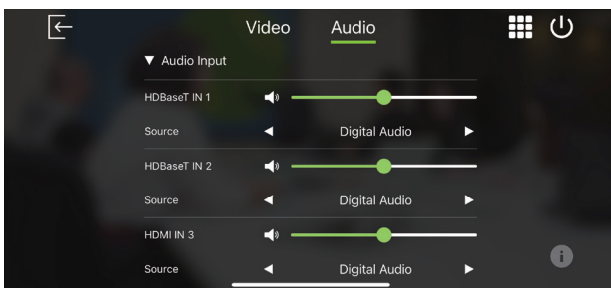 Video Audio
▼ Audio Input
HDBaseT IN 1
Source ◀ Digital Audio ▶
HDBaseT IN 2
Source ◀ Digital Audio ▶
HDMI IN 3
Source ◀ Digital Audio ▶
i